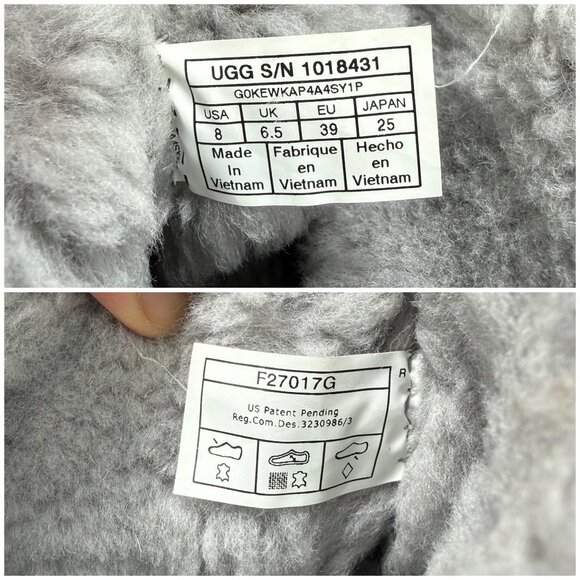 UGG S/N 1018431
G0KEWKAP4A4SY1P
USA UK EU JAPAN
8 6.5 39 25
Made Fabrique Hecho
In en en
Vietnam Vietnam Vietnam
F27017G
US Patent Pending
Reg.Com.Des.3230986/3
R